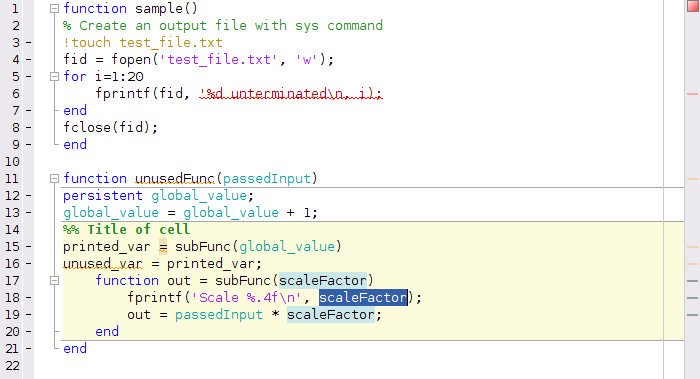 1 function sample()
2 % Create an output file with sys command
3 - !touch test_file.txt
4 - fid = fopen('test_file.txt', 'w');
5 - for i=1:20
6 -     fprintf(fid, '%d unterminated\n, i);
7 - end
8 - fclose(fid);
9 - end
10
11 function unusedFunc(passedInput)
12 - persistent global_value;
13 - global_value = global_value + 1;
14 %% Title of cell
15 - printed_var = subFunc(global_value)
16 - unused_var = printed_var;
17     function out = subFunc(scaleFactor)
18 -         fprintf('Scale %.4f\n', scaleFactor);
19 -         out = passedInput * scaleFactor;
20 -     end
21 - end
22